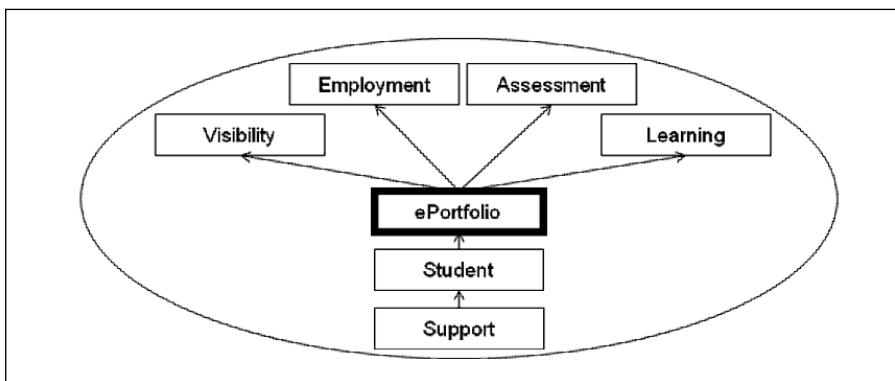 Employment
Assessment
Visibility
Learning
ePortfolio
Student
Support